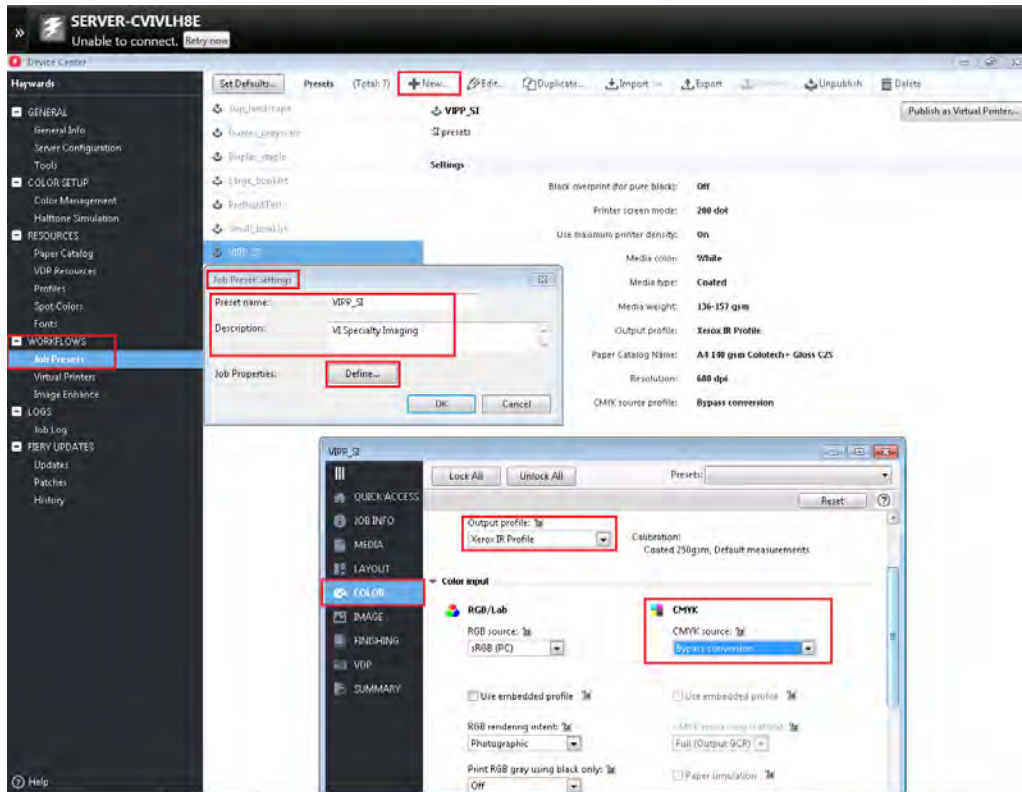 SERVER-CVIVLH8E
Unable to connect. Retry now
Device Center
Haywards
Set Defaults... Presets (Total: 7) New... Edit... Duplicate... Import Export Unpublish Delete
GENERAL
General Info
Server Configuration
Tools
COLOR SETUP
Color Management
Halftone Simulation
RESOURCES
Paper Catalog
VDP Resources
Profiles
Spot Colors
Fonts
WORKFLOWS
Job Presets
Virtual Printers
Image Enhance
LOGS
Job Log
FIERY UPDATES
Updates
Patches
History
Help
Duplex_staple
Large_booklet
Small_booklet
VIPP_SI
VIPP_SI
Publish as Virtual Printer...
SI presets
Settings
Black overprint (for pure black): Off
Printer screen mode: 200 dot
Use maximum printer density: On
Media color: White
Media type: Coated
Media weight: 136-157 gsm
Output profile: Xerox IR Profile
Paper Catalog Name: A4 140 gsm Colotech+ Gloss CZS
Resolution: 600 dpi
CMYK source profile: Bypass conversion
Job Preset Settings
Preset name: VIPP_SI
Description: VI Specialty Imaging
Job Properties: Define...
OK Cancel
VIPP_SI
Lock All Unlock All Presets:
Reset
QUICK ACCESS
JOB INFO
MEDIA
LAYOUT
COLOR
IMAGE
FINISHING
VDP
SUMMARY
Output profile:
Xerox IR Profile
Calibration:
Coated 250gsm, Default measurements
Color input
RGB/Lab
RGB source:
sRGB (PC)
Use embedded profile
RGB rendering intent:
Photographic
Print RGB gray using black only:
Off
CMYK
CMYK source:
Bypass conversion
Use embedded profile
CMYK processing method:
Full (Output GCR)
Paper simulation